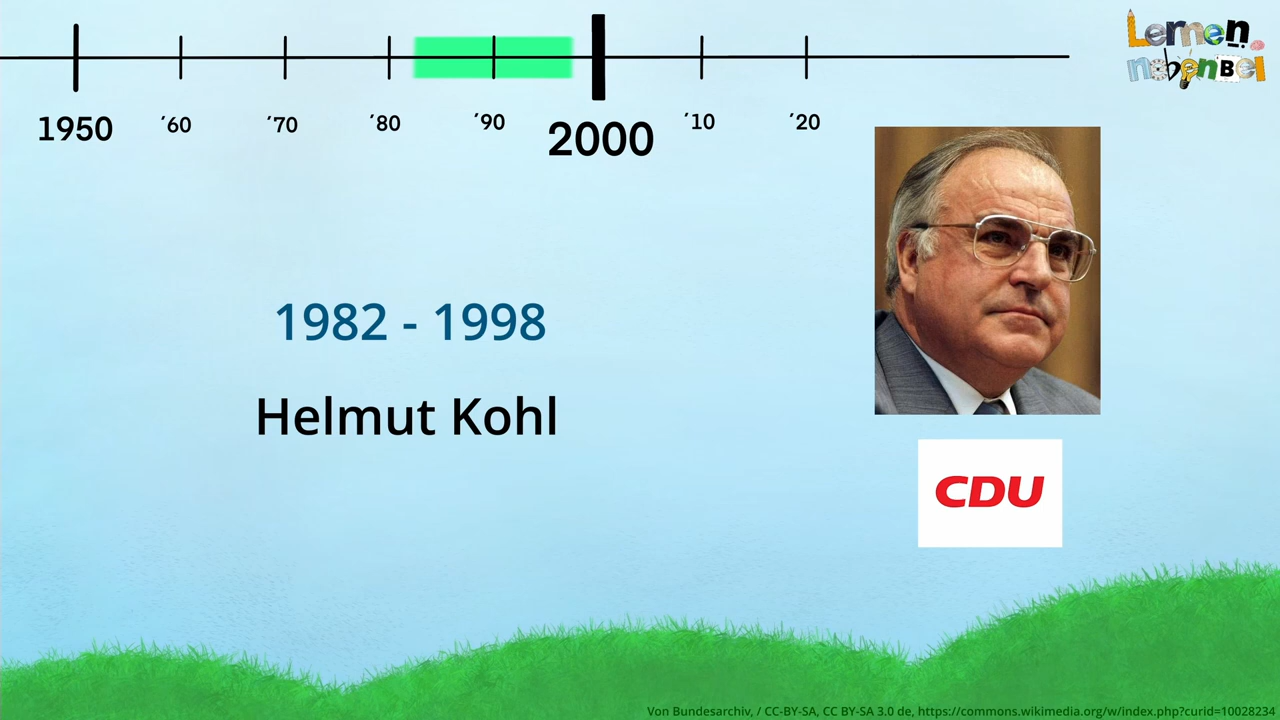 Lernen
nebenbei
1950 ´60 ´70 ´80 ´90 2000 ´10 ´20
1982 - 1998
Helmut Kohl
CDU
Von Bundesarchiv, / CC-BY-SA, CC BY-SA 3.0 de, https://commons.wikimedia.org/w/index.php?curid=10028234